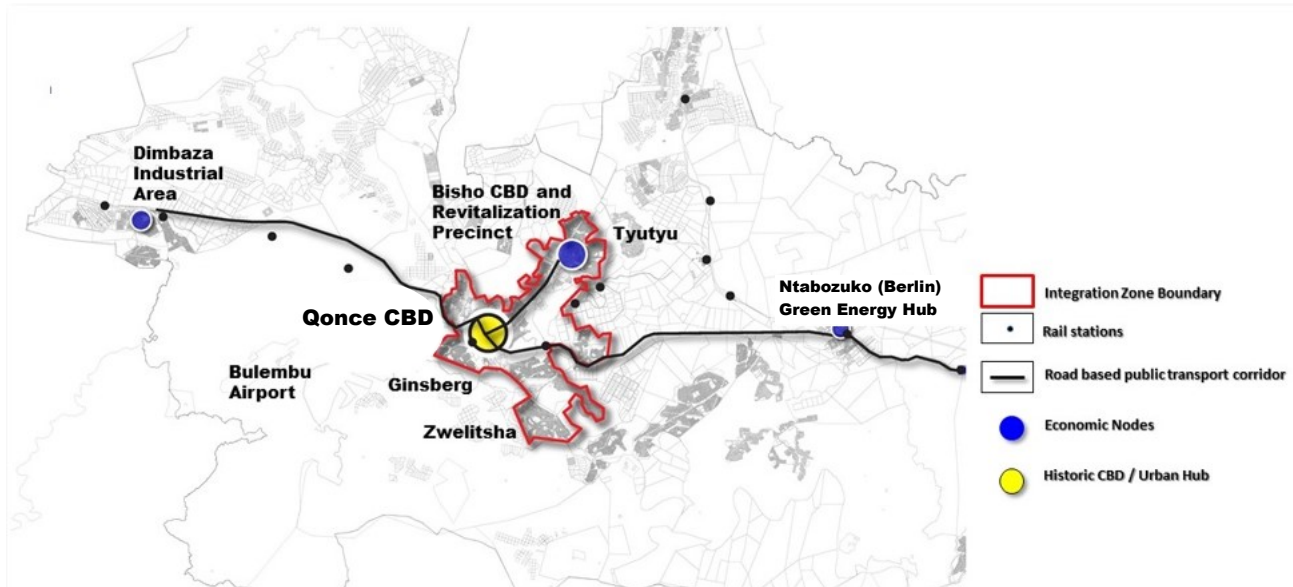 Dimbaza
Industrial
Area
Bisho CBD and
Revitalization
Precinct
Tyutyu
Ntabozuko (Berlin)
Green Energy Hub
Qonce CBD
Bulembu
Airport
Ginsberg
Zwelitsha
Integration Zone Boundary
Rail stations
Road based public transport corridor
Economic Nodes
Historic CBD / Urban Hub